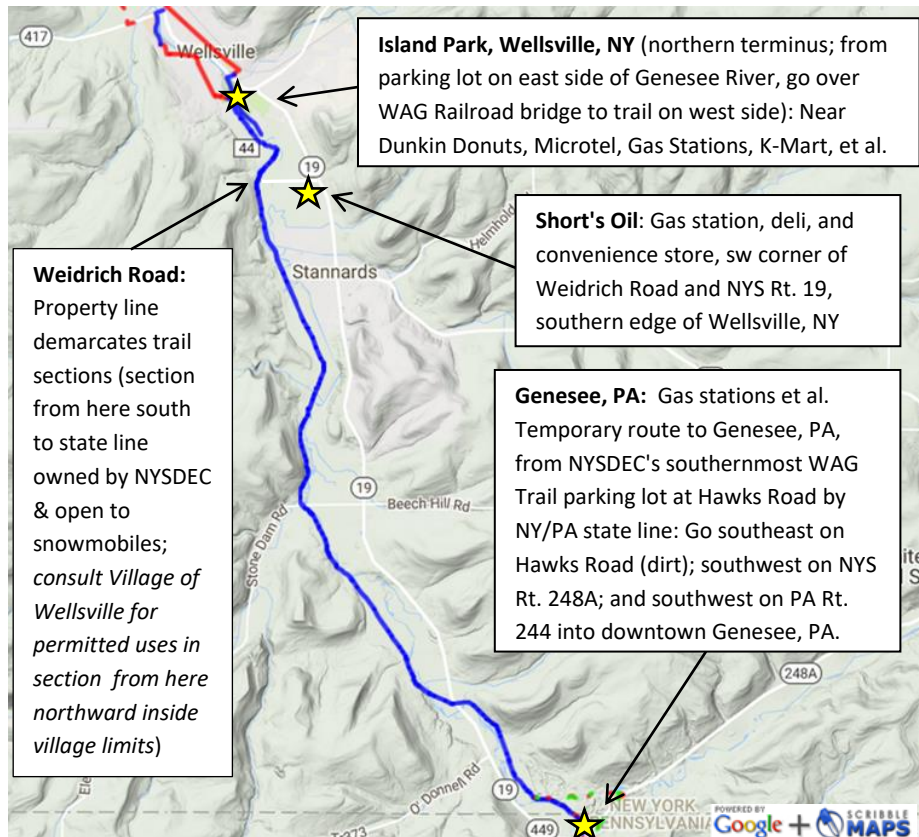 417
Wellsville
Island Park, Wellsville, NY (northern terminus; from
parking lot on east side of Genesee River, go over
WAG Railroad bridge to trail on west side): Near
Dunkin Donuts, Microtel, Gas Stations, K-Mart, et al.
44
19
Short's Oil: Gas station, deli, and
convenience store, sw corner of
Weidrich Road and NYS Rt. 19,
southern edge of Wellsville, NY
Helmhold
Stannards
Weidrich Road:
Property line
demarcates trail
sections (section
from here south
to state line
owned by NYSDEC
& open to
snowmobiles;
consult Village of
Wellsville for
permitted uses in
section from here
northward inside
village limits)
Genesee, PA: Gas stations et al.
Temporary route to Genesee, PA,
from NYSDEC's southernmost WAG
Trail parking lot at Hawks Road by
NY/PA state line: Go southeast on
Hawks Road (dirt); southwest on NYS
Rt. 248A; and southwest on PA Rt.
244 into downtown Genesee, PA.
19
Beech Hill Rd
Stone Dam Rd
248A
O'Donnell Rd
19
NEW YORK
PENNSYLVANIA
449
POWERED BY
Google + SCRIBBLE MAPS